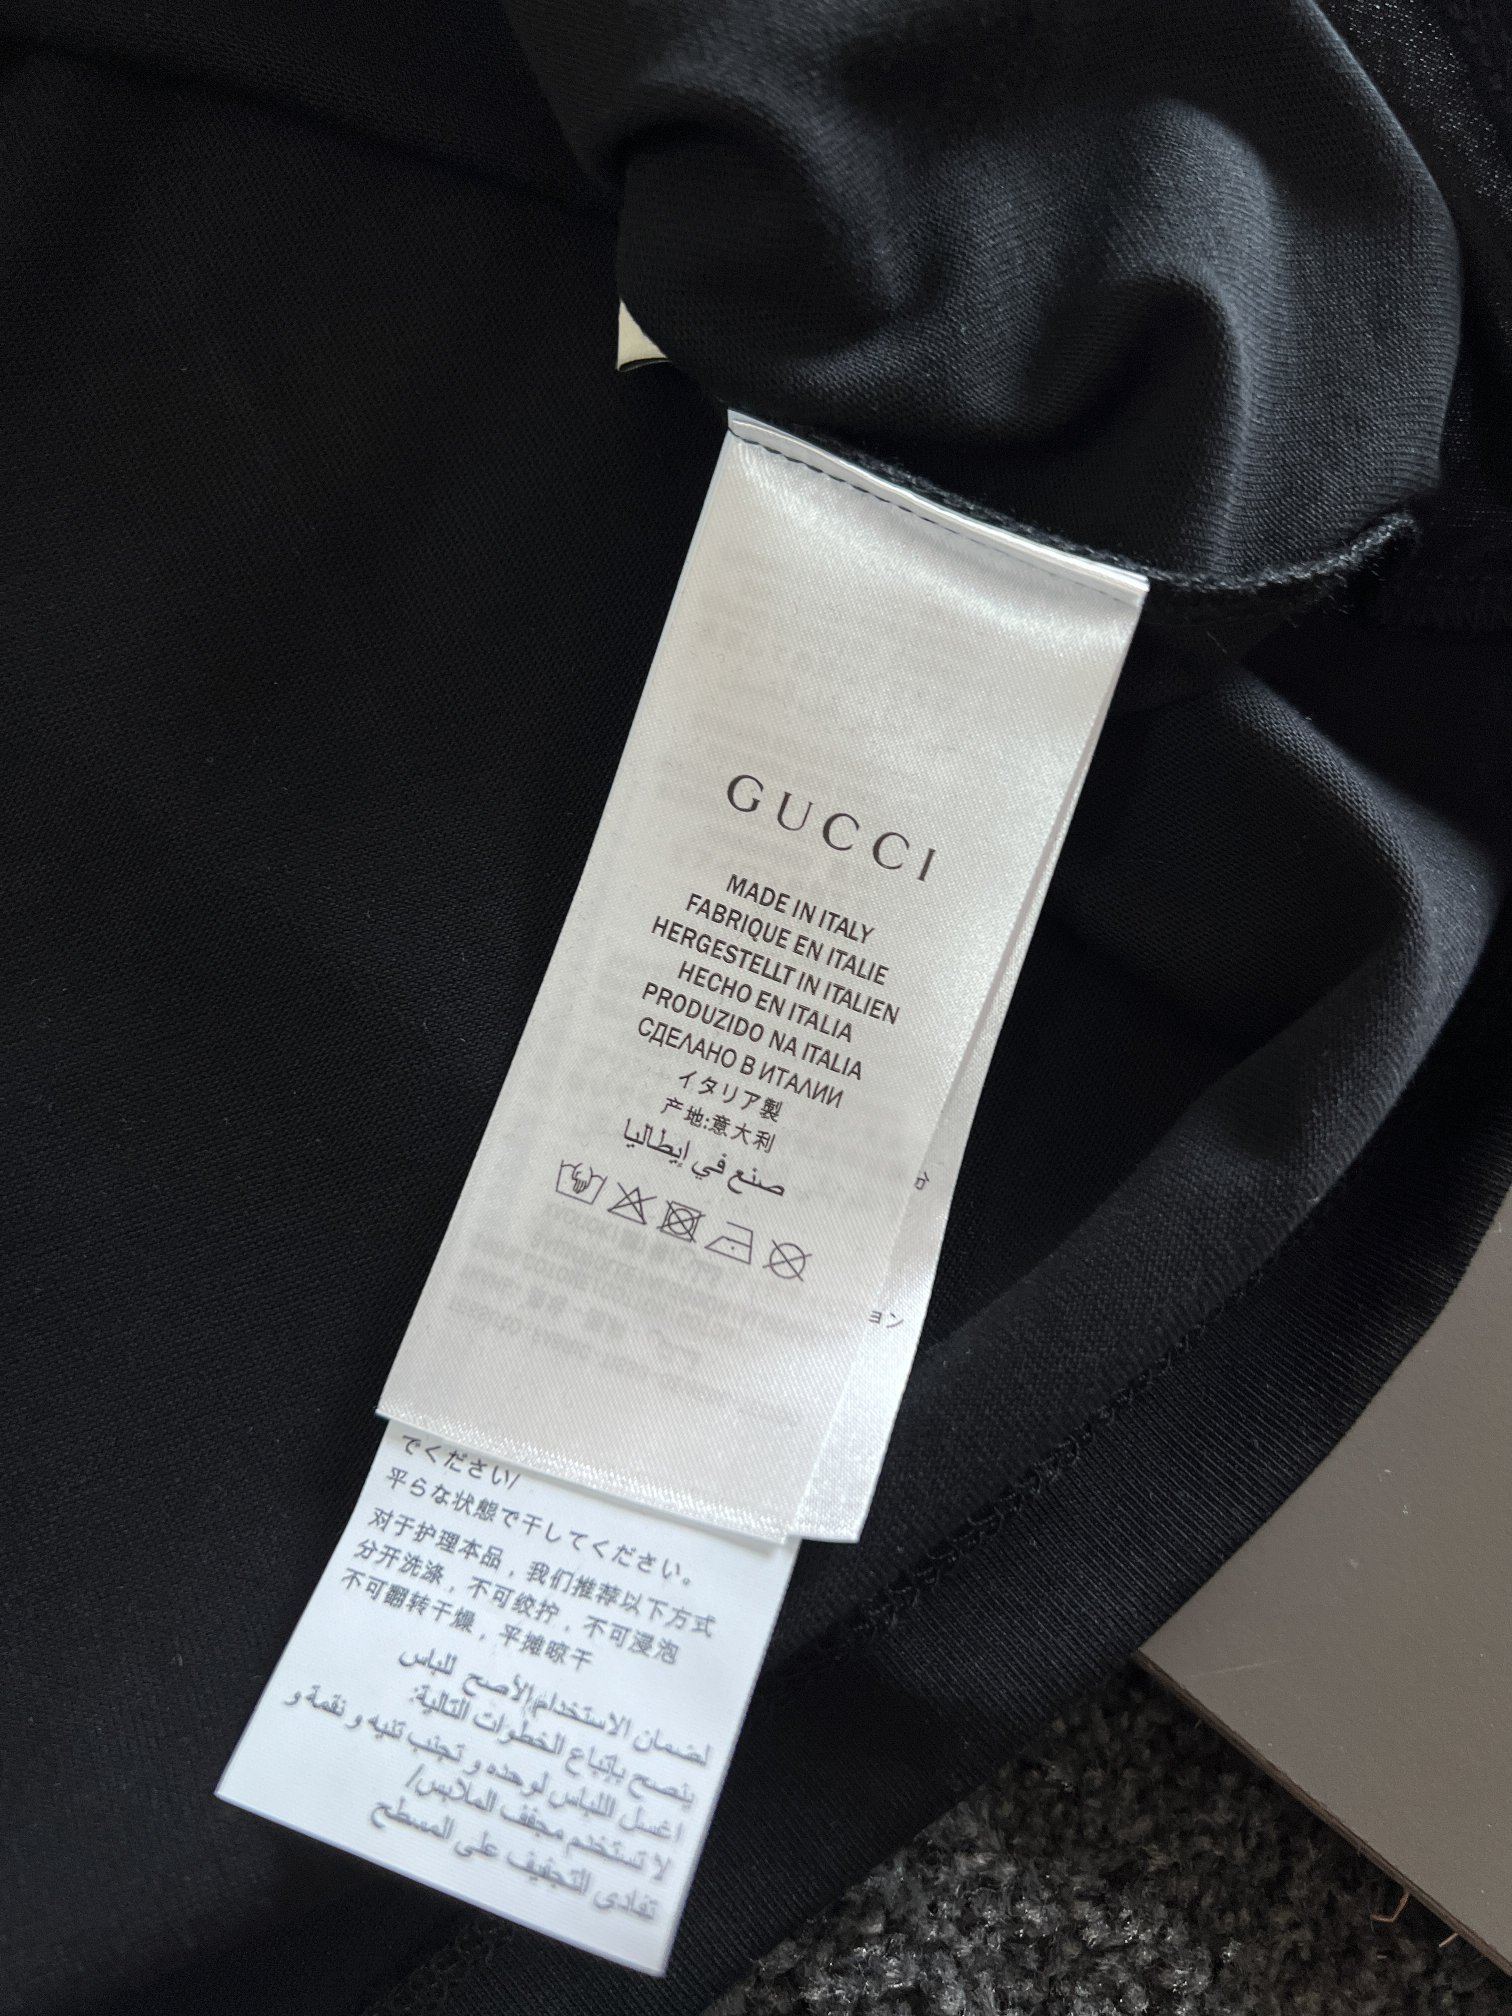 GUCCI
MADE IN ITALY
FABRIQUE EN ITALIE
HERGESTELLT IN ITALIEN
HECHO EN ITALIA
PRODUZIDO NA ITALIA
СДЕЛАНО В ИТАЛИИ
イタリア製
产地:意大利
صنع في إيطاليا
ョン
でください/
平らな状態で干してください。
对于护理本品，我们推荐以下方式
分开洗涤，不可绞拧，不可浸泡
不可翻转干燥，平摊晾干
لضمان الاستخدام الأصح للباس
ينصح بإتباع الخطوات التالية:
اغسل اللباس لوحده و تجنب تنيه و نقمة و
لا تستخدم مجفف الملابس/
تفادى التجفيف على المسطح